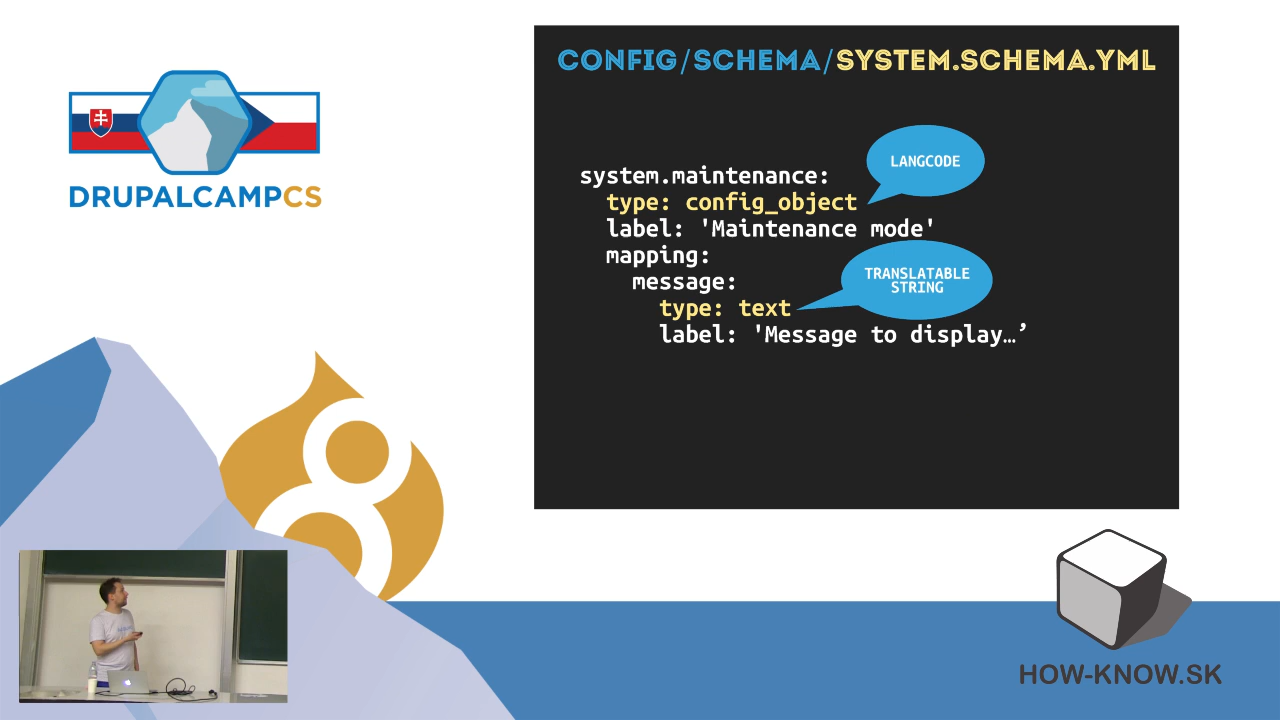 DRUPALCAMPCS
CONFIG/SCHEMA/SYSTEM.SCHEMA.YML
LANGCODE
system.maintenance:
  type: config_object
  label: 'Maintenance mode'
  mapping:
TRANSLATABLE
STRING
    message:
      type: text
      label: 'Message to display…’
HOW-KNOW.SK